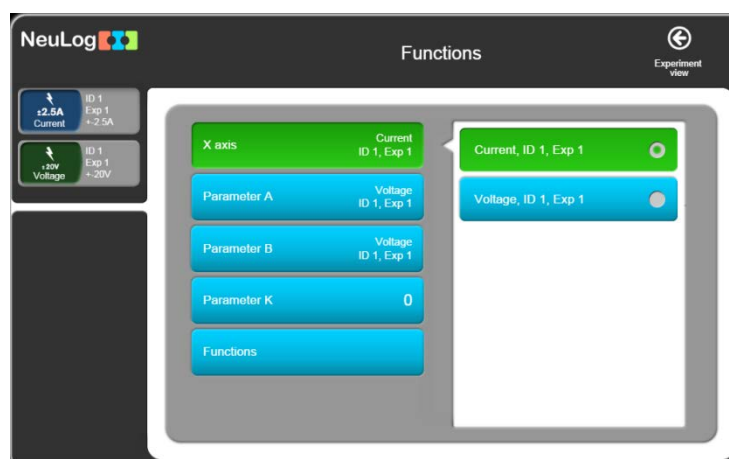 NeuLog
Functions
Experiment
view
±2.5A
Current
ID 1
Exp 1
+-2.5A
±20V
Voltage
ID 1
Exp 1
+-20V
X axis
Current
ID 1, Exp 1
Parameter A
Voltage
ID 1, Exp 1
Parameter B
Voltage
ID 1, Exp 1
Parameter K
0
Functions
Current, ID 1, Exp 1
Voltage, ID 1, Exp 1